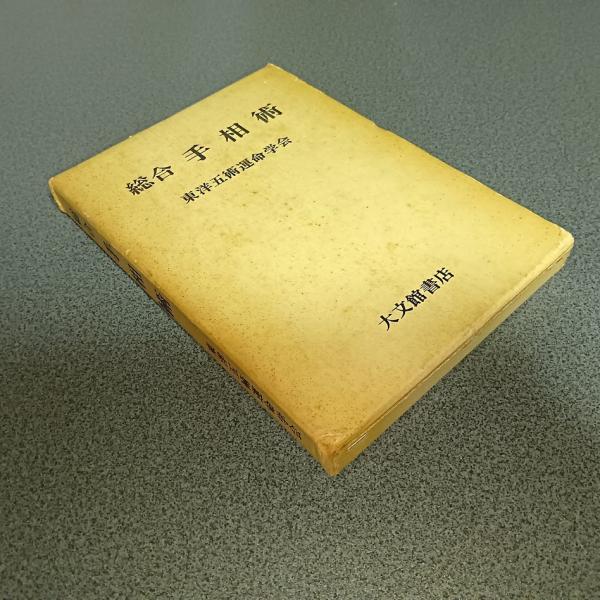 総合 手相術
東洋五術運命学会
大文館書店